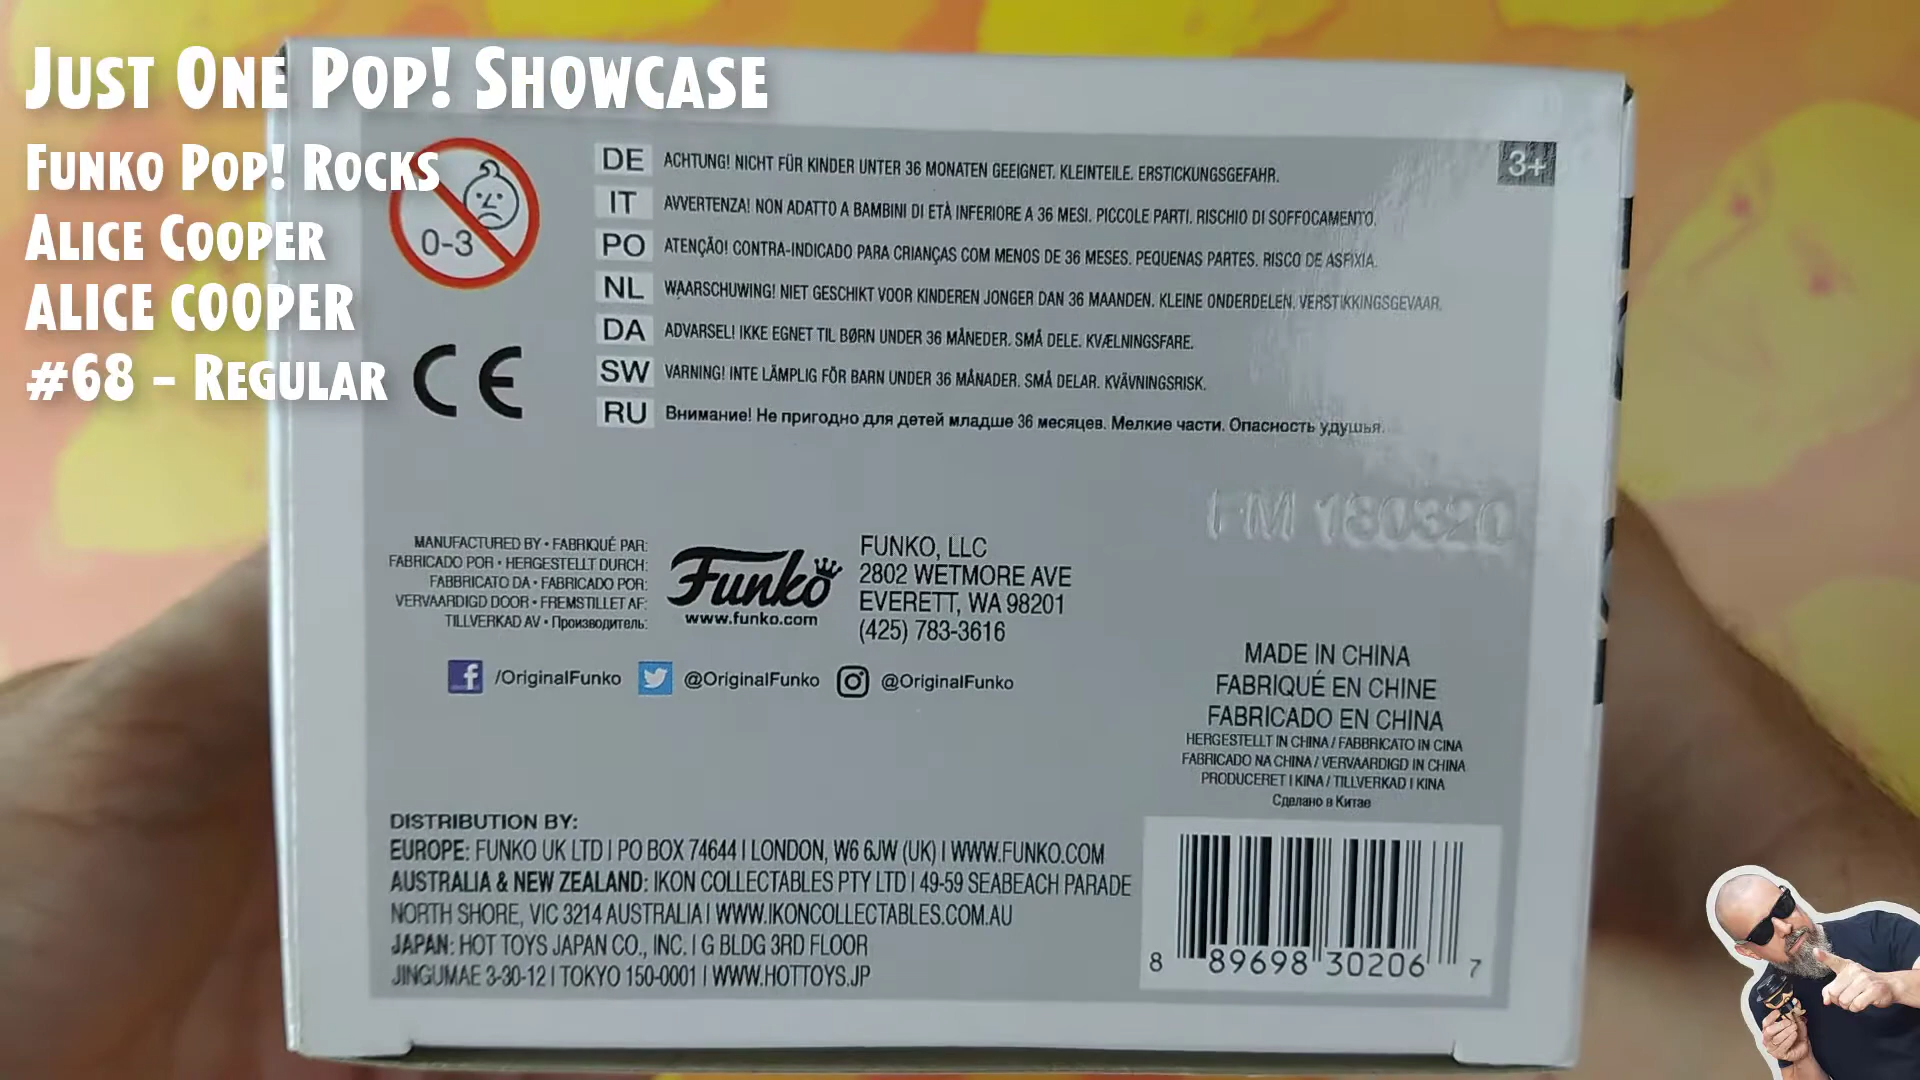 Just One Pop! Showcase
Funko Pop! Rocks
Alice Cooper
ALICE COOPER
#68 - Regular
0-3
CE
DE ACHTUNG! NICHT FÜR KINDER UNTER 36 MONATEN GEEIGNET. KLEINTEILE. ERSTICKUNGSGEFAHR.
3+
IT AVVERTENZA! NON ADATTO A BAMBINI DI ETÀ INFERIORE A 36 MESI. PICCOLE PARTI. RISCHIO DI SOFFOCAMENTO.
PO ATENÇÃO! CONTRA-INDICADO PARA CRIANÇAS COM MENOS DE 36 MESES. PEQUENAS PARTES. RISCO DE ASFIXIA.
NL WAARSCHUWING! NIET GESCHIKT VOOR KINDEREN JONGER DAN 36 MAANDEN. KLEINE ONDERDELEN. VERSTIKKINGSGEVAAR.
DA ADVARSEL! IKKE EGNET TIL BØRN UNDER 36 MÅNEDER. SMÅ DELE. KVÆLNINGSFARE.
SW VARNING! INTE LÄMPLIG FÖR BARN UNDER 36 MÅNADER. SMÅ DELAR. KVÄVNINGSRISK.
RU Внимание! Не пригодно для детей младше 36 месяцев. Мелкие части. Опасность удушья.
FM 180320
MANUFACTURED BY • FABRIQUÉ PAR:
FABRICADO POR • HERGESTELLT DURCH:
FABBRICATO DA • FABRICADO POR:
VERVAARDIGD DOOR • FREMSTILLET AF:
TILLVERKAD AV • Производитель:
Funko
www.funko.com
FUNKO, LLC
2802 WETMORE AVE
EVERETT, WA 98201
(425) 783-3616
/OriginalFunko @OriginalFunko @OriginalFunko
MADE IN CHINA
FABRIQUÉ EN CHINE
FABRICADO EN CHINA
HERGESTELLT IN CHINA / FABBRICATO IN CINA
FABRICADO NA CHINA / VERVAARDIGD IN CHINA
PRODUCERET I KINA / TILLVERKAD I KINA
Сделано в Китае
DISTRIBUTION BY:
EUROPE: FUNKO UK LTD | PO BOX 74644 | LONDON, W6 6JW (UK) | WWW.FUNKO.COM
AUSTRALIA & NEW ZEALAND: IKON COLLECTABLES PTY LTD | 49-59 SEABEACH PARADE
NORTH SHORE, VIC 3214 AUSTRALIA | WWW.IKONCOLLECTABLES.COM.AU
JAPAN: HOT TOYS JAPAN CO., INC. | G BLDG 3RD FLOOR
JINGUMAE 3-30-12 | TOKYO 150-0001 | WWW.HOTTOYS.JP
8 89698 30206 7